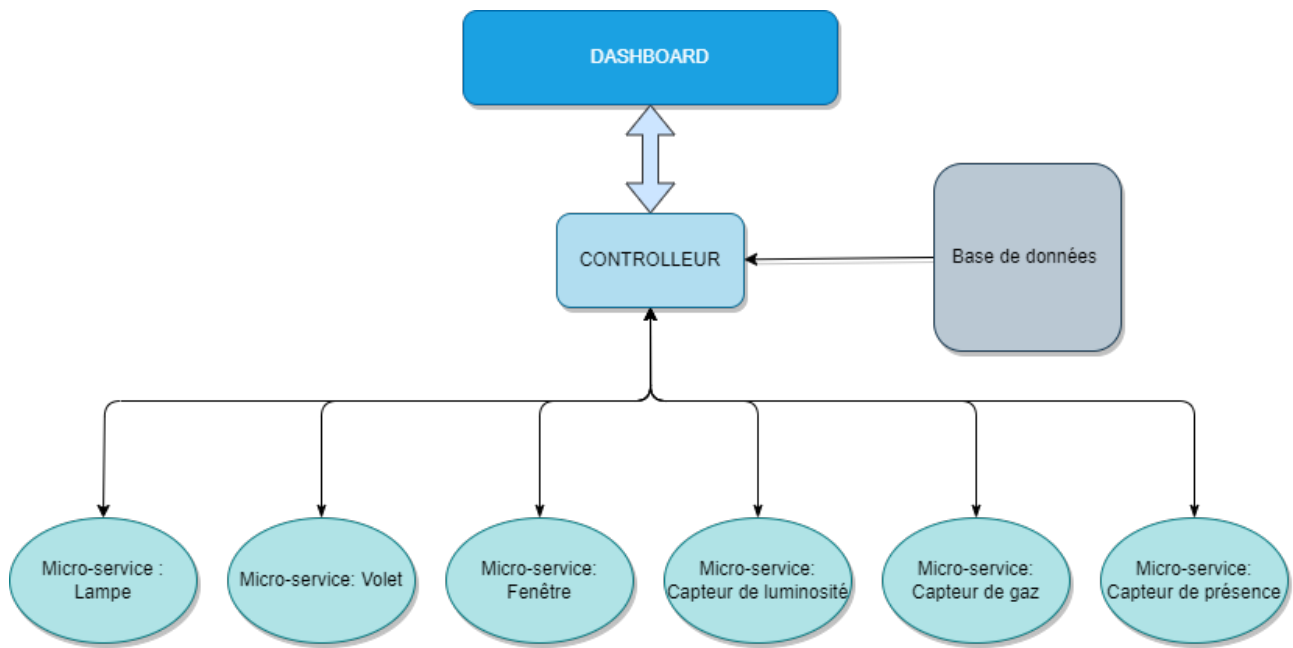 DASHBOARD
CONTROLLEUR
Base de données
Micro-service :
Lampe
Micro-service: Volet
Micro-service:
Fenêtre
Micro-service:
Capteur de luminosité
Micro-service:
Capteur de gaz
Micro-service:
Capteur de présence